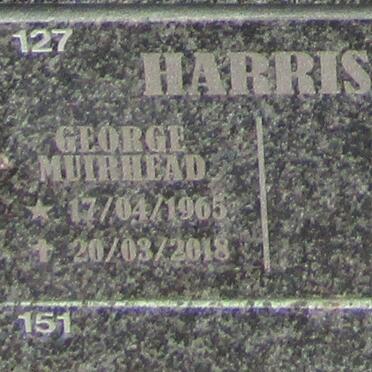 127
HARRIS
GEORGE
MUIRHEAD
★ 17/04/1965
✝ 20/03/2018
151